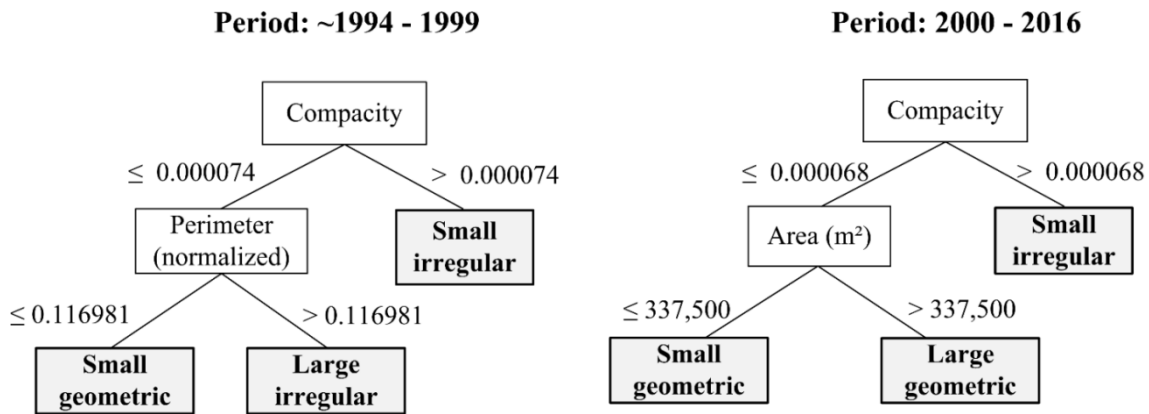 Period: ~1994 - 1999
Compacity
≤ 0.000074
> 0.000074
Perimeter
(normalized)
Small
irregular
≤ 0.116981
> 0.116981
Small
geometric
Large
irregular
Period: 2000 - 2016
Compacity
≤ 0.000068
> 0.000068
Area (m²)
Small
irregular
≤ 337,500
> 337,500
Small
geometric
Large
geometric